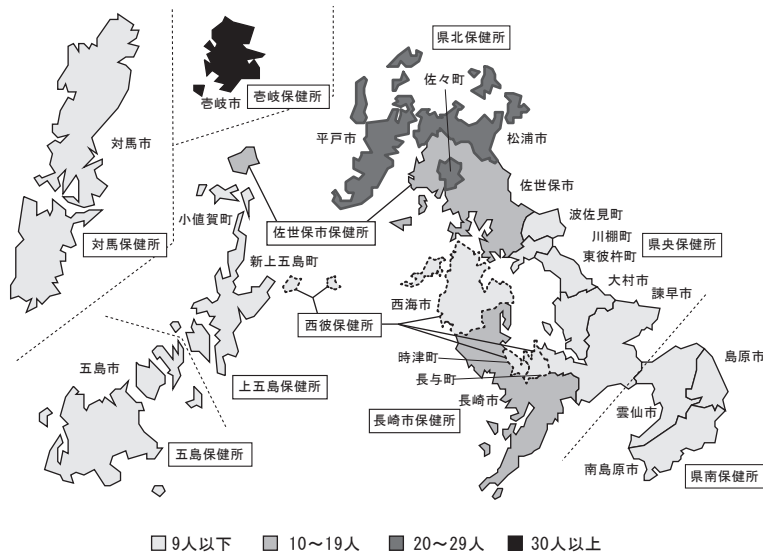 県北保健所
佐々町
壱岐市
壱岐保健所
対馬市
平戸市
松浦市
佐世保市
小値賀町
波佐見町
佐世保市保健所
川棚町
県央保健所
対馬保健所
東彼杵町
新上五島町
大村市
西海市
諫早市
西彼保健所
時津町
島原市
五島市
長与町
上五島保健所
長崎市
雲仙市
長崎市保健所
五島保健所
南島原市
県南保健所
9人以下 10～19人 20～29人 30人以上